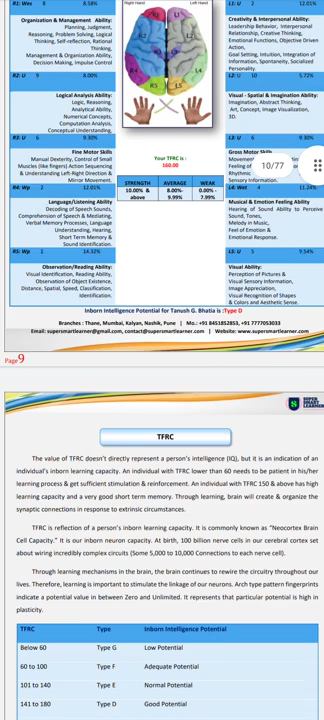 Right Hand
Left Hand
R1: Wes 8 8.58%
Organization & Management Ability:
Planning, Judgment,
Reasoning, Problem Solving, Logical
Thinking, Self-reflection, Rational
Thinking,
Management & Organization Ability,
Decision Making, Impulse Control
R2: U 9 8.00%
Logical Analysis Ability:
Logic, Reasoning,
Analytical Ability,
Numerical Concepts,
Computation Analysis,
Conceptual Understanding,
R3: U 6 9.30%
Fine Motor Skills
Manual Dexterity, Control of Small
Muscles (like fingers) Action Sequencing
& Understanding Left-Right Direction &
Mirror Movement.
R4: Wp 2 12.01%
Language/Listening Ability
Decoding of Speech Sounds,
Comprehension of Speech & Mediating,
Verbal Memory Processes, Language
Understanding, Hearing,
Short Term Memory &
Sound Identification.
R5: Wp 1 14.32%
Observation/Reading Ability:
Visual Identification, Reading Ability,
Observation of Object Existence,
Distance, Spatial, Speed, Classification,
Identification.
L4
R5 L5
Your TFRC is :
160.00
STRENGTH AVERAGE WEAK
10.00% & above 8.00%- 9.99% 0.00%- 7.99%
L1: U 2 12.01%
Creativity & Interpersonal Ability:
Leadership Behavior, Interpersonal
Relationship, Creative Thinking,
Emotional Functions, Objective Driven
Action,
Goal Setting, Intuition, Integration of
Information, Spontaneity, Socialized
Personality.
L2: U 10 5.72%
Visual - Spatial & Imagination Ability:
Imagination, Abstract Thinking,
Art, Concept, Image Visualization,
3D.
L3: U 6 9.30%
Gross Motor Skills
Feeling of
Rhythmic
Sensory Information.
10/77
L4: Wet 4 11.24%
Musical & Emotion Feeling Ability
Hearing of Sound Ability to Perceive
Sound, Tones,
Melody in Music,
Feel of Emotion &
Emotional Response.
L5: U 5 9.54%
Visual Ability:
Perception of Pictures &
Visual Sensory Information,
Image Appreciation,
Visual Recognition of Shapes
& Colors and Aesthetic Sense.
Inborn Intelligence Potential for Tanush G. Bhatia is :Type D
Branches : Thane, Mumbai, Kalyan, Nashik, Pune | Mo.: +91 8451852853, +91 7777053033
Email: supersmartlearner@gmail.com, contact@supersmartlearner.com | Website: www.supersmartlearner.com
Page 9
SUPER SMART LEARNER
TFRC
The value of TFRC doesn't directly represent a person's intelligence (IQ), but it is an indication of an
individual's inborn learning capacity. An individual with TFRC lower than 60 needs to be patient in his/her
learning process & get sufficient stimulation & reinforcement. An individual with TFRC 150 & above has high
learning capacity and a very good short term memory. Through learning, brain will create & organize the
synaptic connections in response to extrinsic circumstances.
TFRC is reflection of a person's inborn learning capacity. It is commonly known as "Neocortex Brain
Cell Capacity." It is our inborn neuron capacity. At birth, 100 billion nerve cells in our cerebral cortex set
about wiring incredibly complex circuits (Some 5,000 to 10,000 Connections to each nerve cell).
Through learning mechanisms in the brain, the brain continues to rewire the circuitry throughout our
lives. Therefore, learning is important to stimulate the linkage of our neurons. Arch type pattern fingerprints
indicate a potential value in between Zero and Unlimited. It represents that particular potential is high in
plasticity.
TFRC Type Inborn Intelligence Potential
Below 60 Type G Low Potential
60 to 100 Type F Adequate Potential
101 to 140 Type E Normal Potential
141 to 180 Type D Good Potential